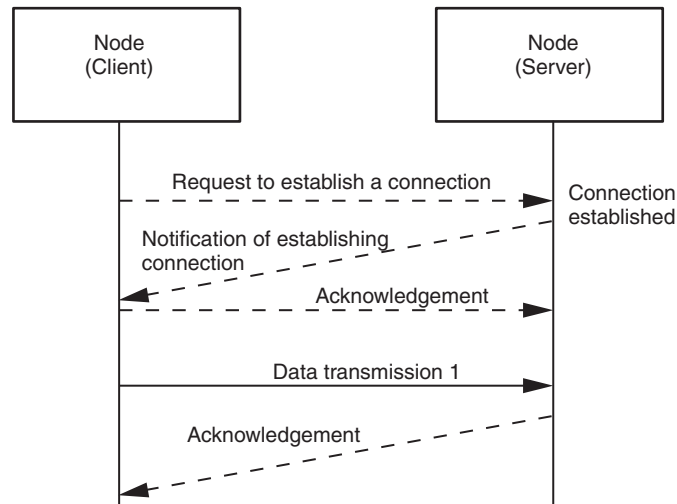 Node
(Client)
Node
(Server)
Request to establish a connection
Connection
established
Notification of establishing
connection
Acknowledgement
Data transmission 1
Acknowledgement